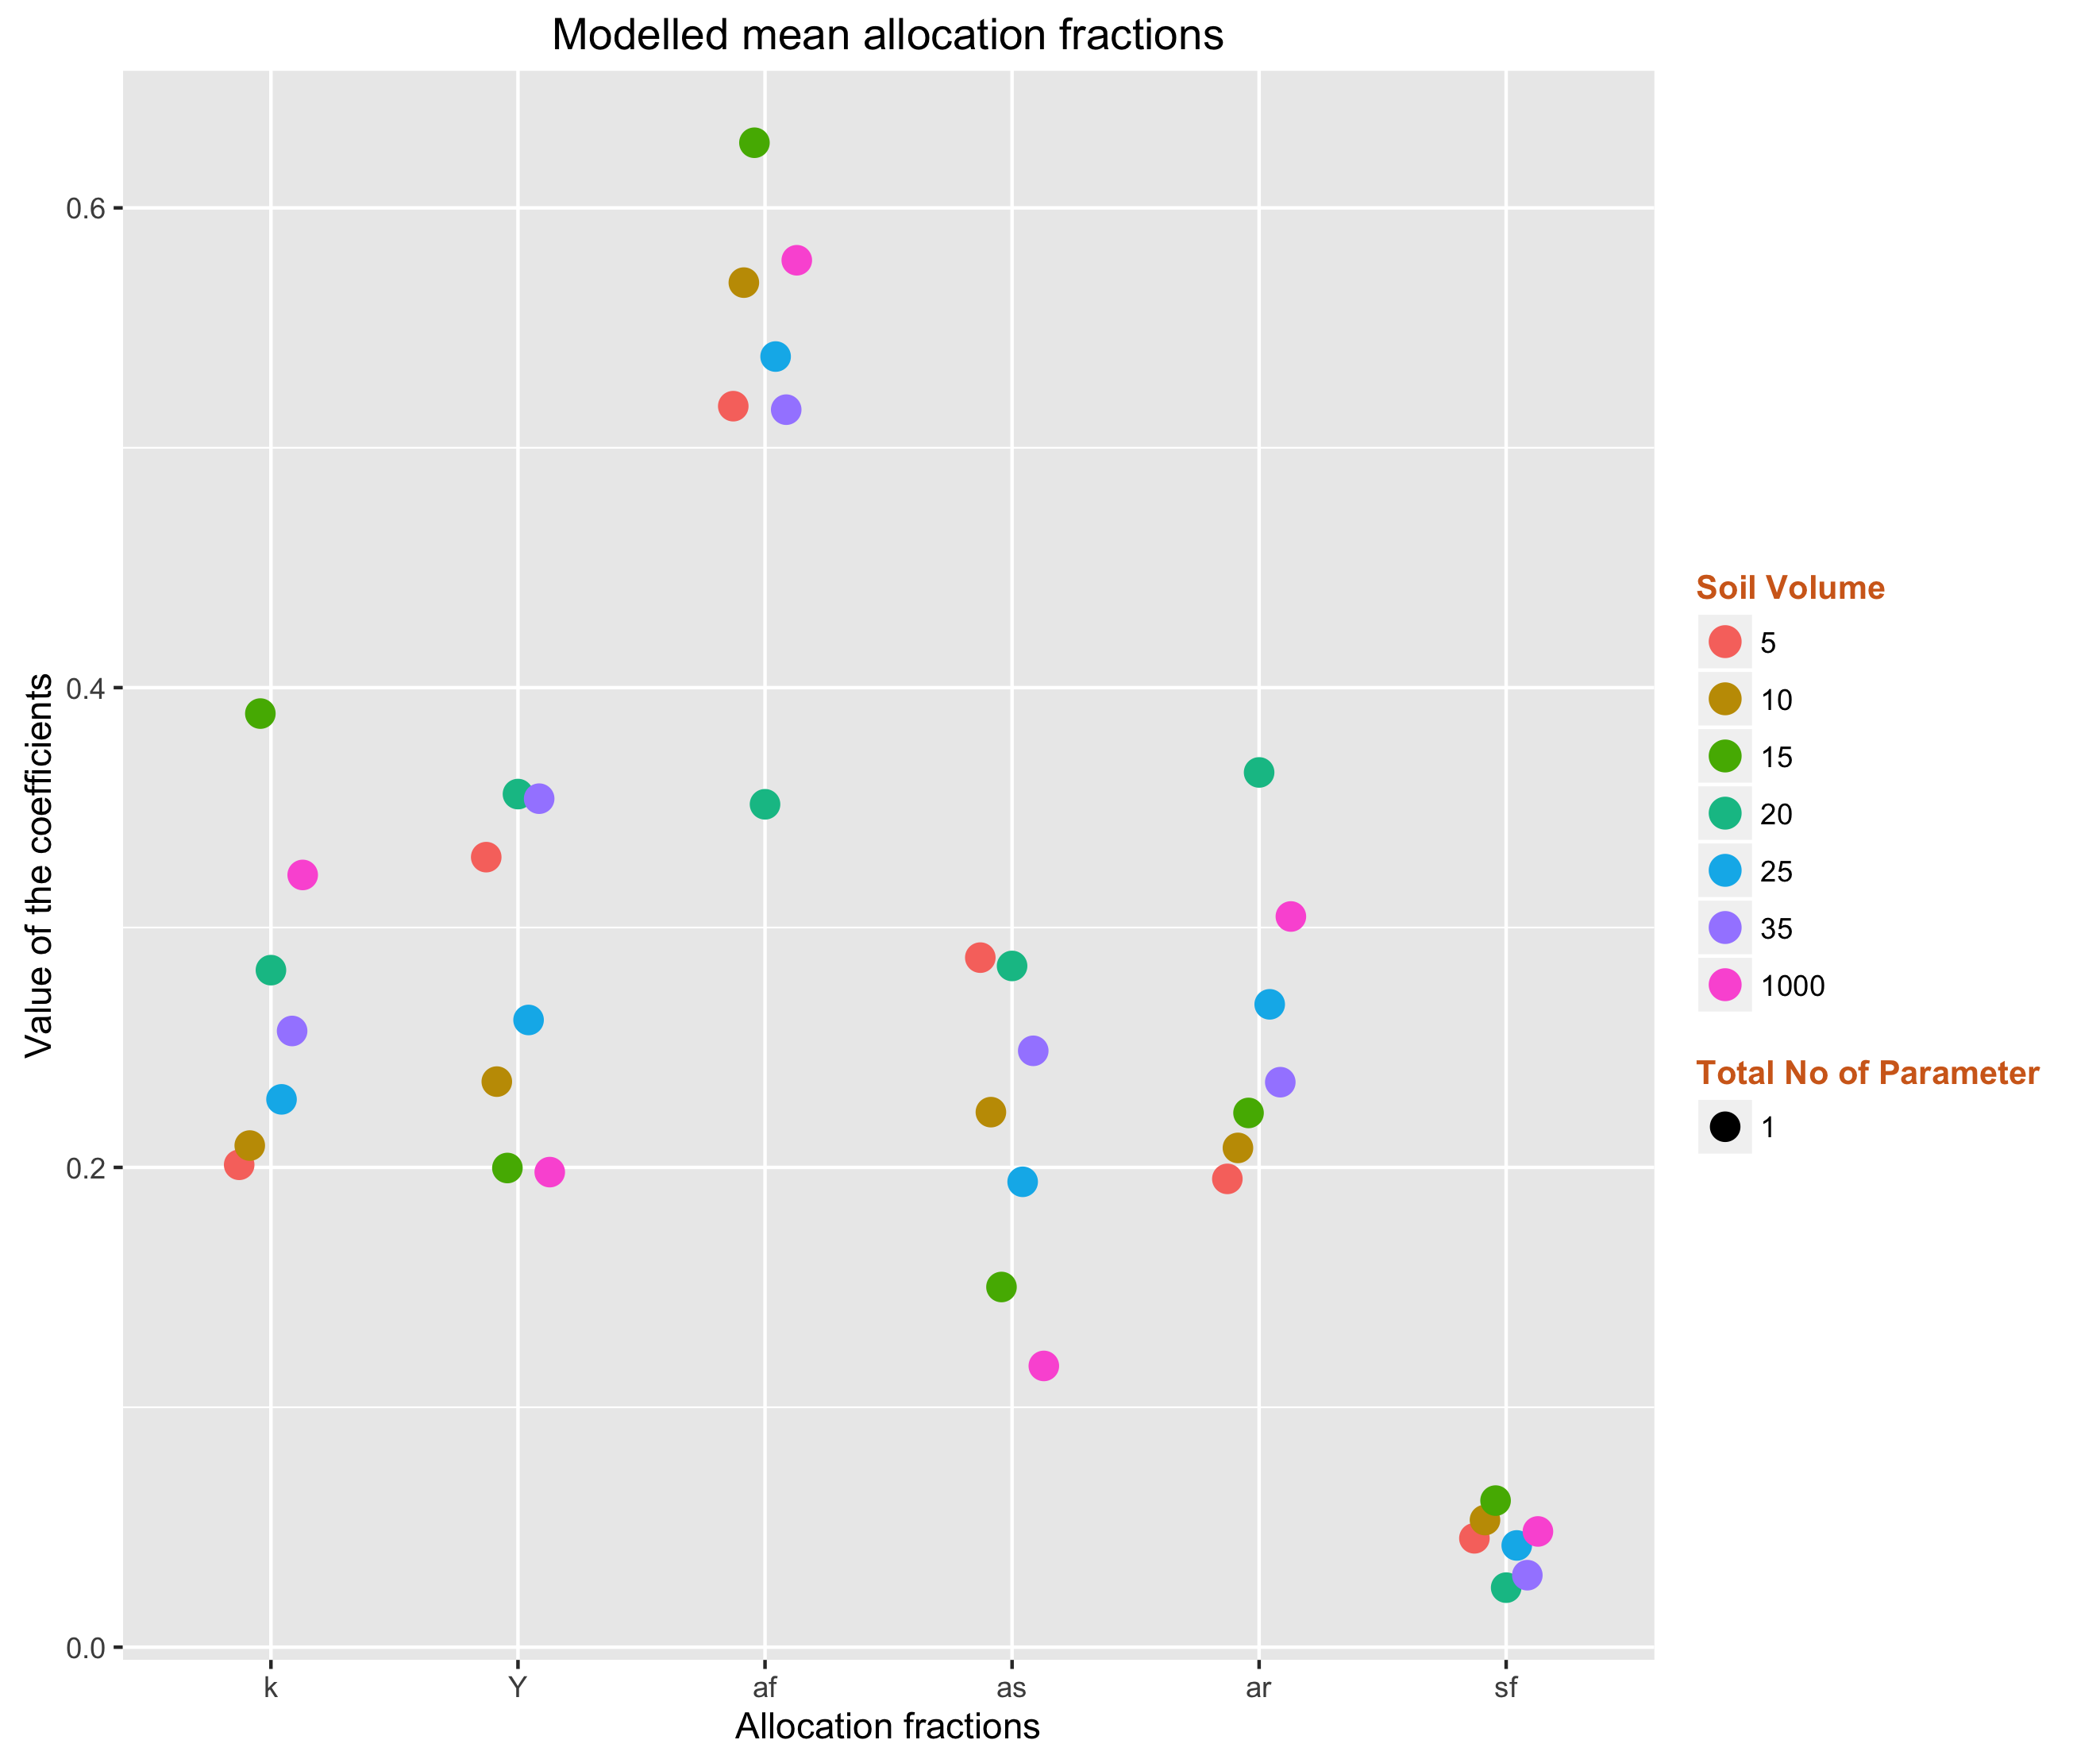 Modelled mean allocation fractions
Value of the coefficients
0.6
0.4
0.2
0.0
k Y af as ar sf
Allocation fractions
Soil Volume
5
10
15
20
25
35
1000
Total No of Parameter
1